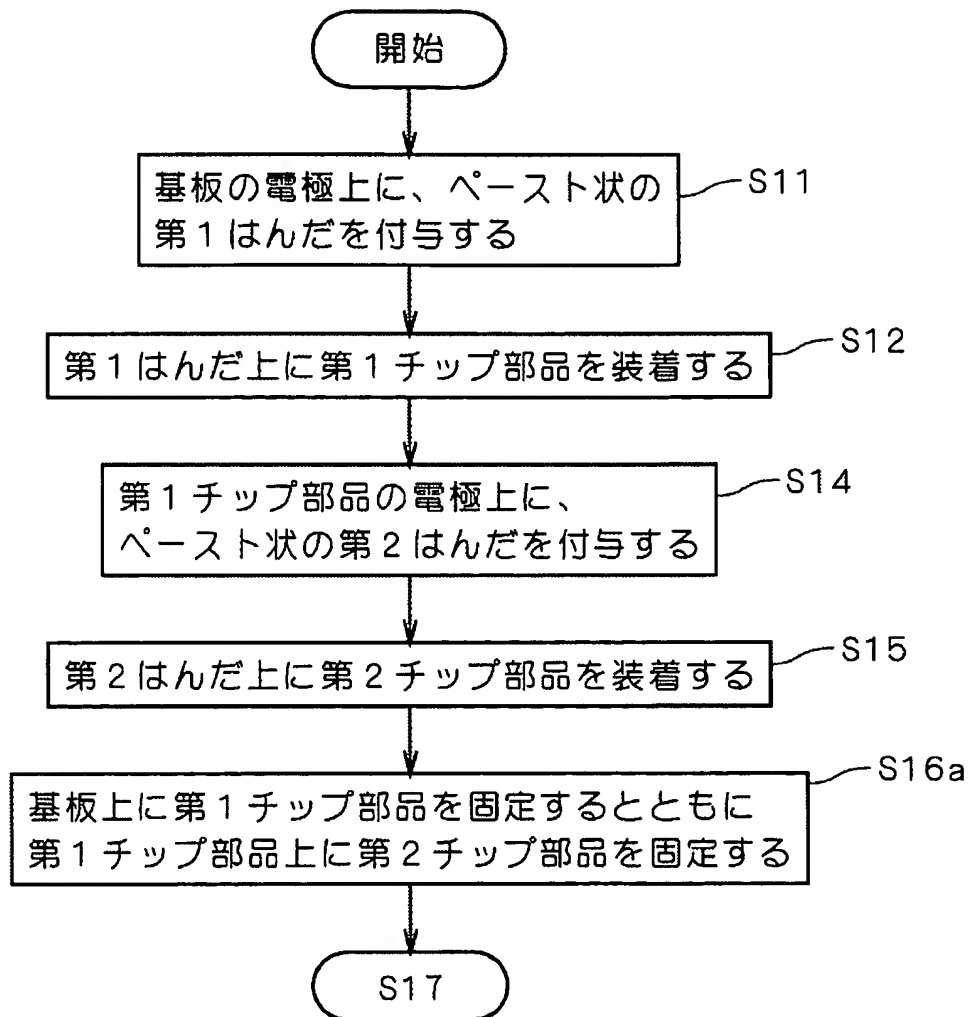 開始
基板の電極上に、ペースト状の
第1はんだを付与する
S11
第1はんだ上に第1チップ部品を装着する
S12
第1チップ部品の電極上に、
ペースト状の第2はんだを付与する
S14
第2はんだ上に第2チップ部品を装着する
S15
基板上に第1チップ部品を固定するとともに
第1チップ部品上に第2チップ部品を固定する
S16a
S17